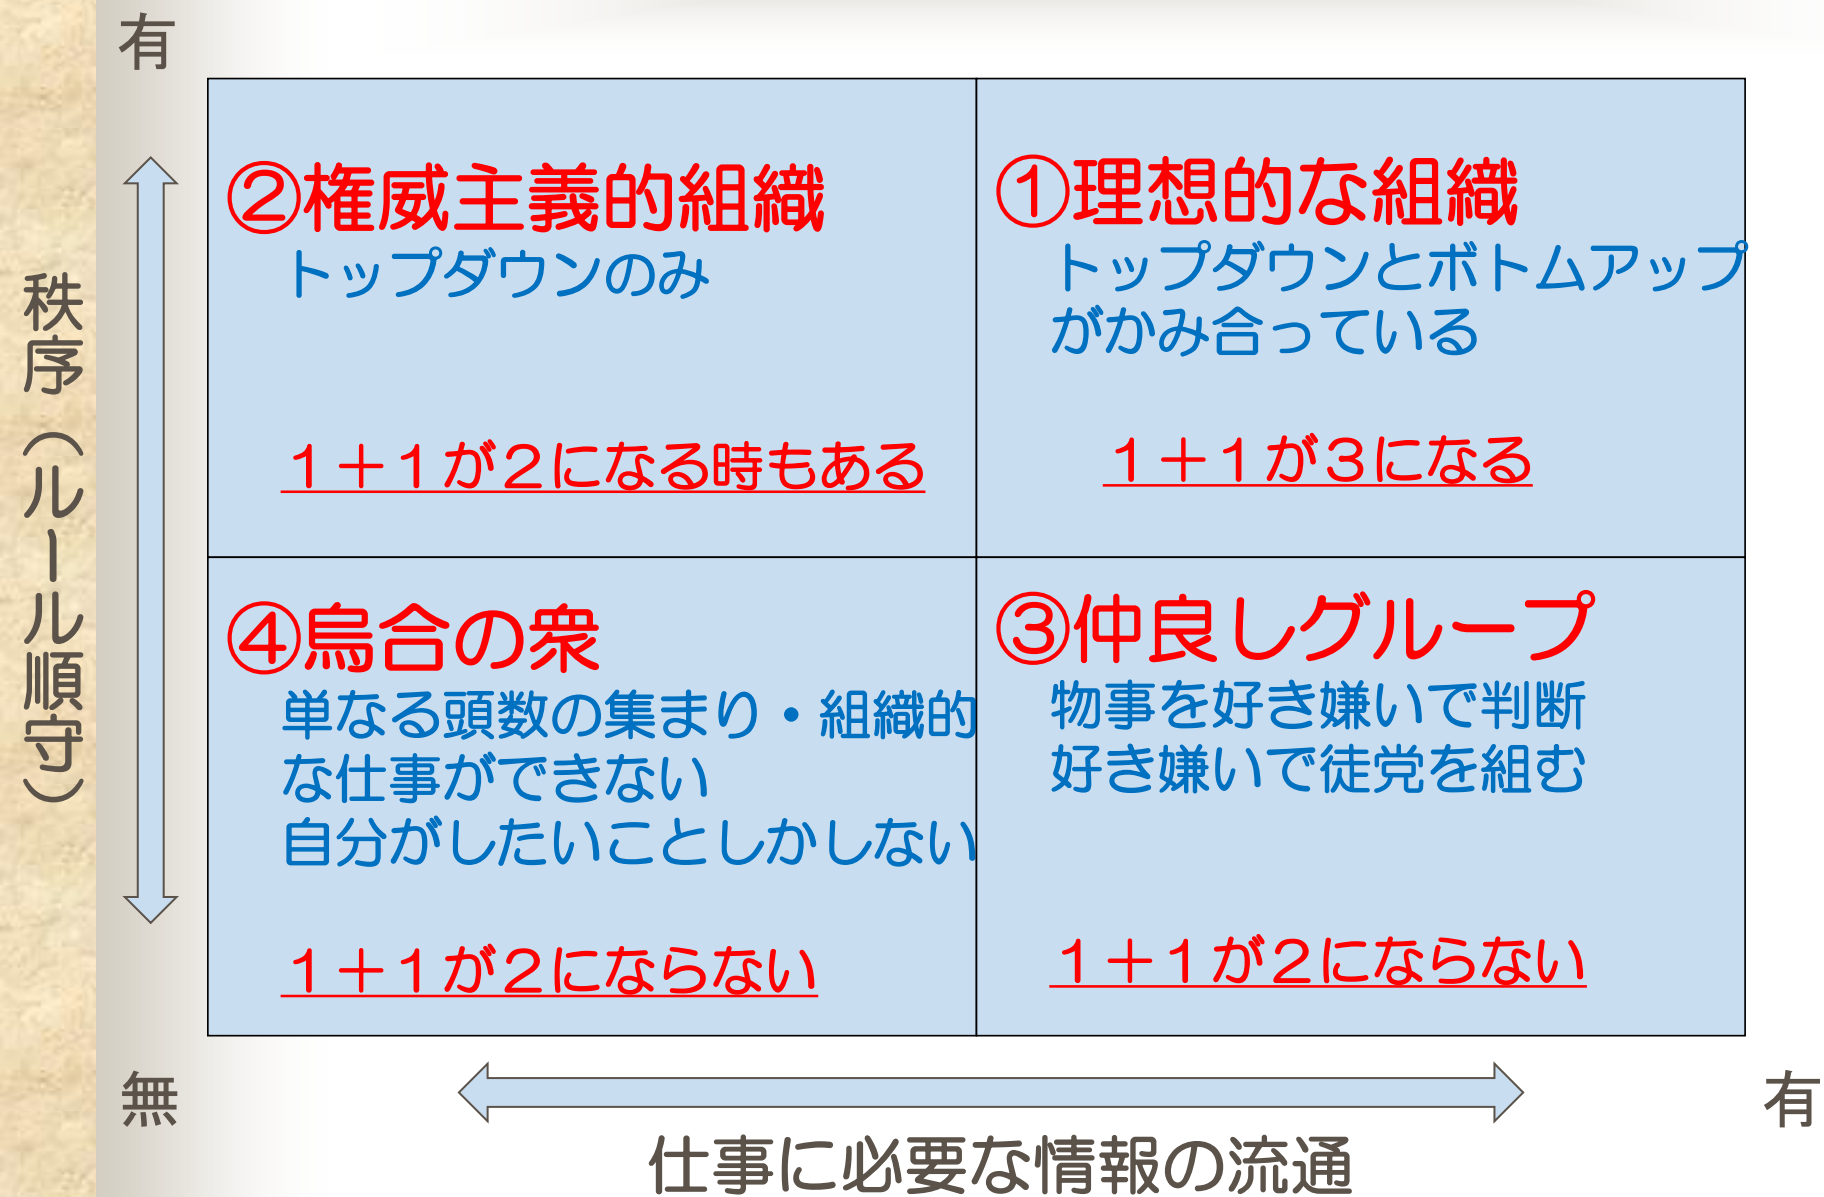 有
秩序（ルール順守）
②権威主義的組織
トップダウンのみ
１＋１が２になる時もある
①理想的な組織
トップダウンとボトムアップ
がかみ合っている
１＋１が３になる
④烏合の衆
単なる頭数の集まり・組織的
な仕事ができない
自分がしたいことしかしない
１＋１が２にならない
③仲良しグループ
物事を好き嫌いで判断
好き嫌いで徒党を組む
１＋１が２にならない
無
有
仕事に必要な情報の流通